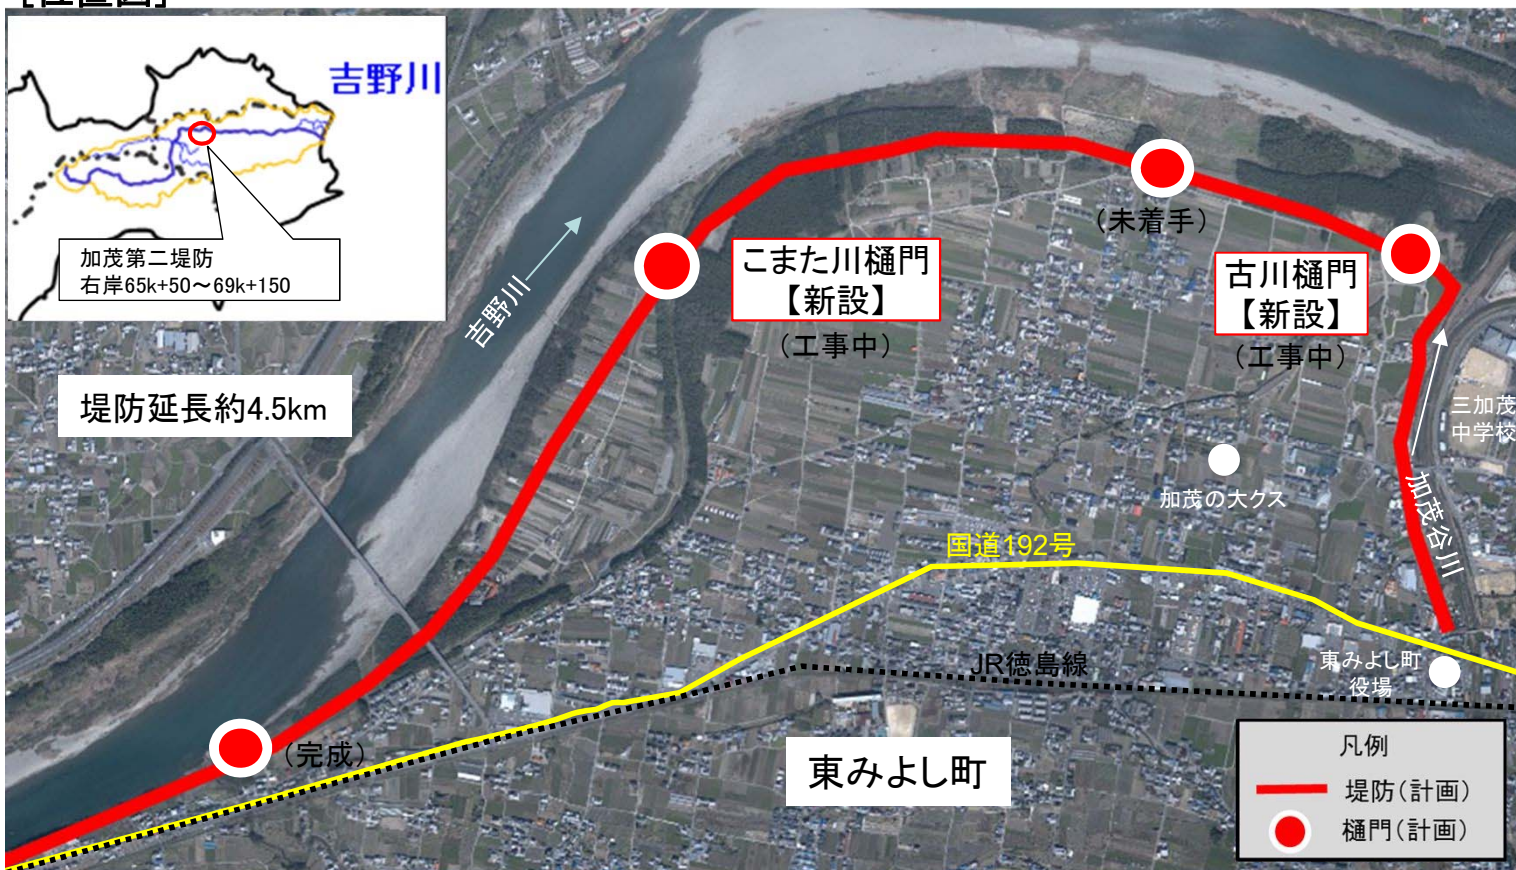 [位置図]
吉野川
加茂第二堤防
右岸65k+50～69k+150
吉野川
堤防延長約4.5km
こまた川樋門
【新設】
（工事中）
（未着手）
古川樋門
【新設】
（工事中）
三加茂
中学校
加茂の大クス
加茂谷川
国道192号
JR徳島線
東みよし町
役場
（完成）
東みよし町
凡例
堤防（計画）
樋門（計画）